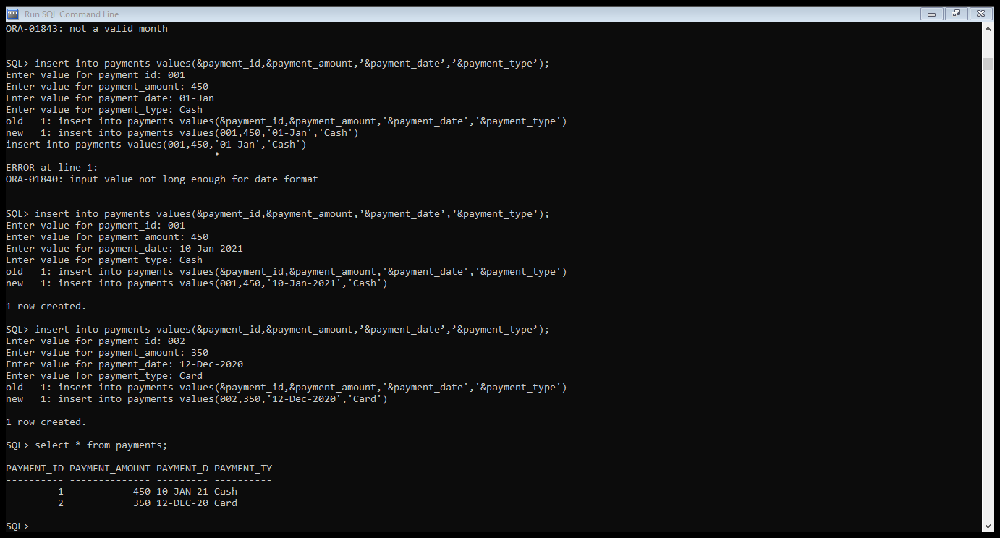 Run SQL Command Line
ORA-01843: not a valid month
SQL> insert into payments values(&payment_id,&payment_amount,’&payment_date’,’&payment_type’);
Enter value for payment_id: 001
Enter value for payment_amount: 450
Enter value for payment_date: 01-Jan
Enter value for payment_type: Cash
old   1: insert into payments values(&payment_id,&payment_amount,'&payment_date','&payment_type')
new   1: insert into payments values(001,450,'01-Jan','Cash')
insert into payments values(001,450,'01-Jan','Cash')
                                    *
ERROR at line 1:
ORA-01840: input value not long enough for date format
SQL> insert into payments values(&payment_id,&payment_amount,’&payment_date’,’&payment_type’);
Enter value for payment_id: 001
Enter value for payment_amount: 450
Enter value for payment_date: 10-Jan-2021
Enter value for payment_type: Cash
old   1: insert into payments values(&payment_id,&payment_amount,'&payment_date','&payment_type')
new   1: insert into payments values(001,450,'10-Jan-2021','Cash')
1 row created.
SQL> insert into payments values(&payment_id,&payment_amount,’&payment_date’,’&payment_type’);
Enter value for payment_id: 002
Enter value for payment_amount: 350
Enter value for payment_date: 12-Dec-2020
Enter value for payment_type: Card
old   1: insert into payments values(&payment_id,&payment_amount,'&payment_date','&payment_type')
new   1: insert into payments values(002,350,'12-Dec-2020','Card')
1 row created.
SQL> select * from payments;
PAYMENT_ID PAYMENT_AMOUNT PAYMENT_D PAYMENT_TY
---------- -------------- --------- ----------
         1            450 10-JAN-21 Cash
         2            350 12-DEC-20 Card
SQL>